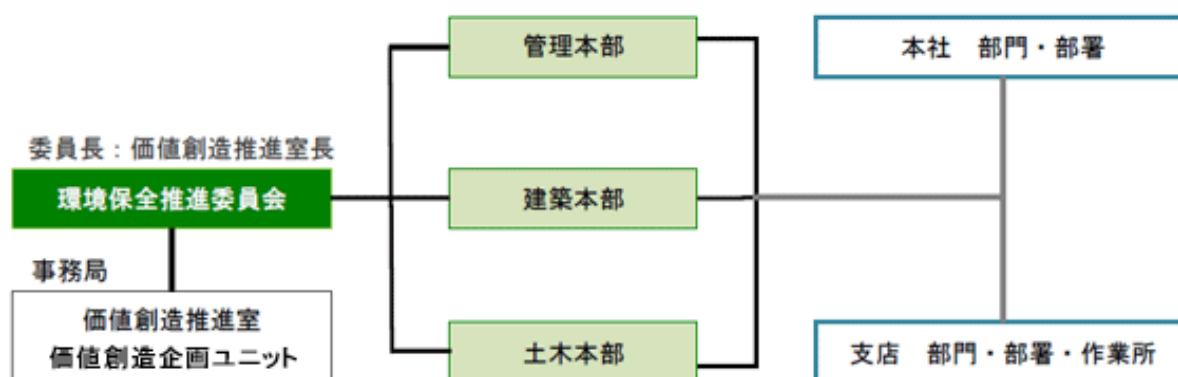 管理本部
本社 部門・部署
委員長：価値創造推進室長
環境保全推進委員会
建築本部
事務局
価値創造推進室
価値創造企画ユニット
土木本部
支店 部門・部署・作業所